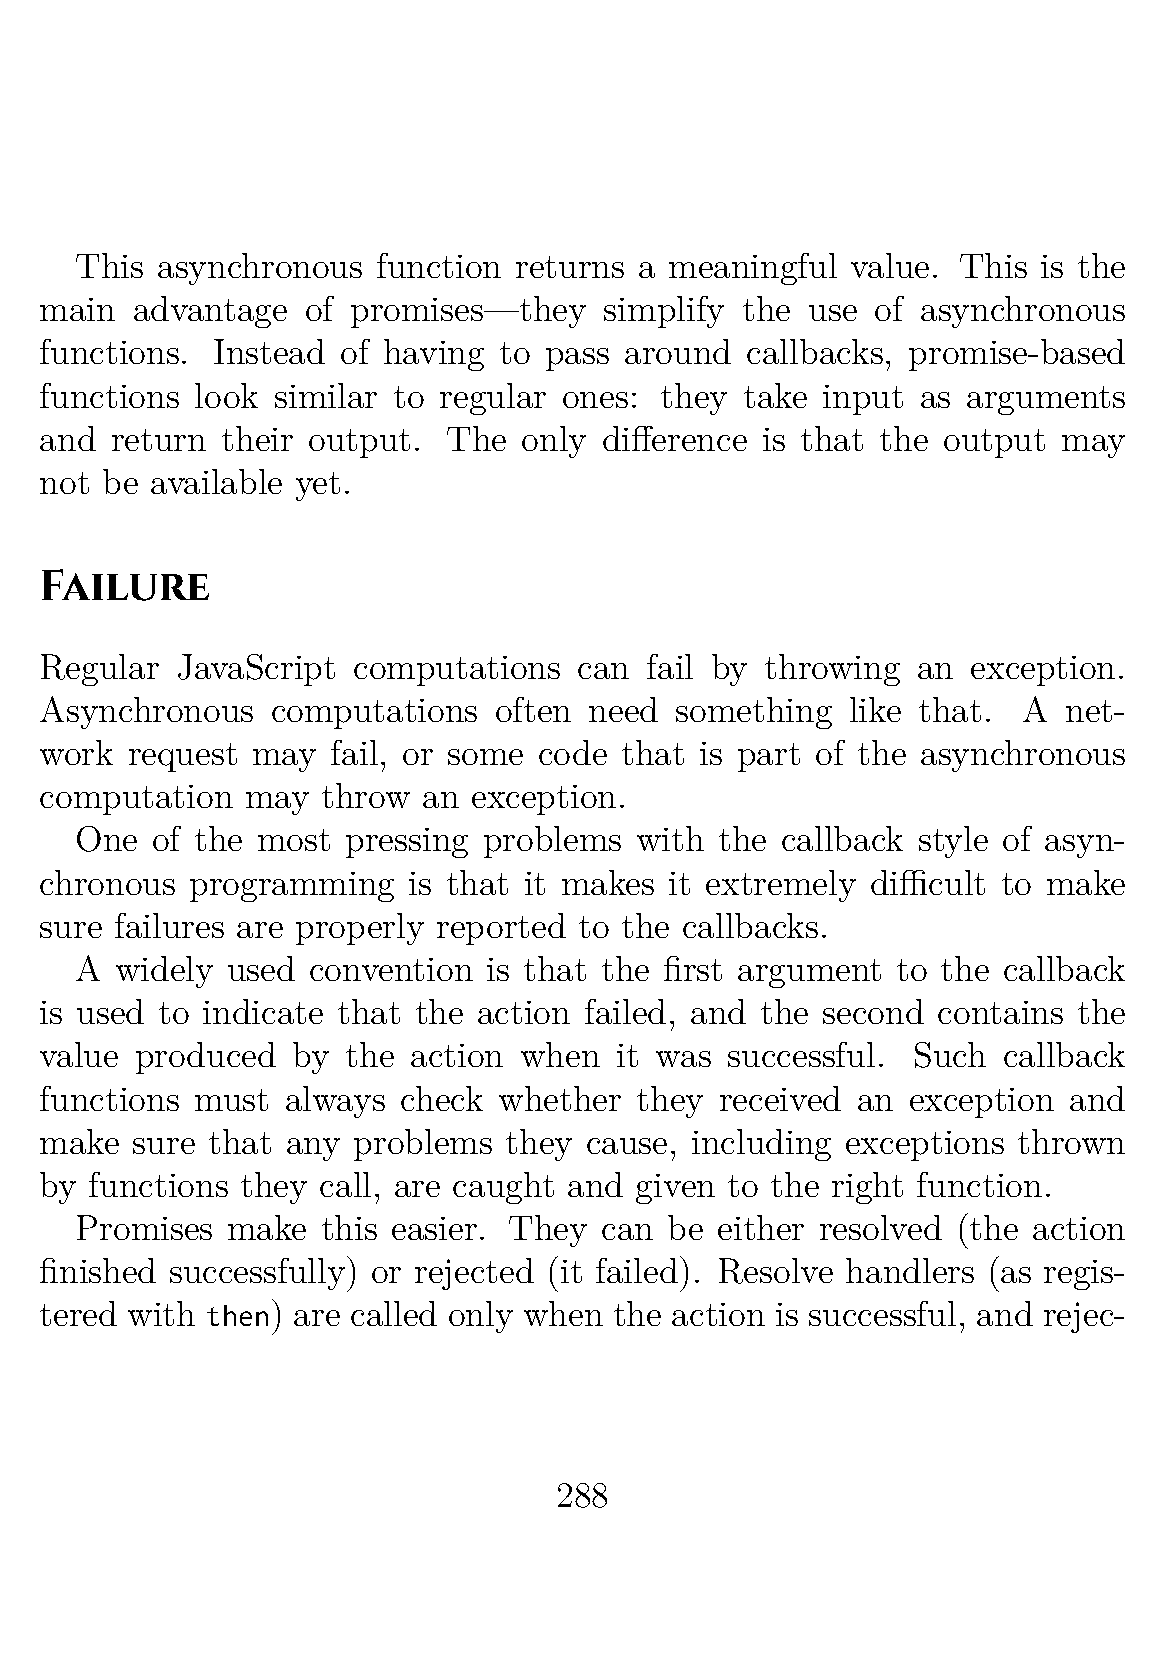 This asynchronous function returns a meaningful value. This is the
main advantage of promises—they simplify the use of asynchronous
functions. Instead of having to pass around callbacks, promise-based
functions look similar to regular ones: they take input as arguments
and return their output. The only difference is that the output may
not be available yet.
Failure
Regular JavaScript computations can fail by throwing an exception.
Asynchronous computations often need something like that. A net-
work request may fail, or some code that is part of the asynchronous
computation may throw an exception.
One of the most pressing problems with the callback style of asyn-
chronous programming is that it makes it extremely difficult to make
sure failures are properly reported to the callbacks.
A widely used convention is that the first argument to the callback
is used to indicate that the action failed, and the second contains the
value produced by the action when it was successful. Such callback
functions must always check whether they received an exception and
make sure that any problems they cause, including exceptions thrown
by functions they call, are caught and given to the right function.
Promises make this easier. They can be either resolved (the action
finished successfully) or rejected (it failed). Resolve handlers (as regis-
tered with then) are called only when the action is successful, and rejec-
288